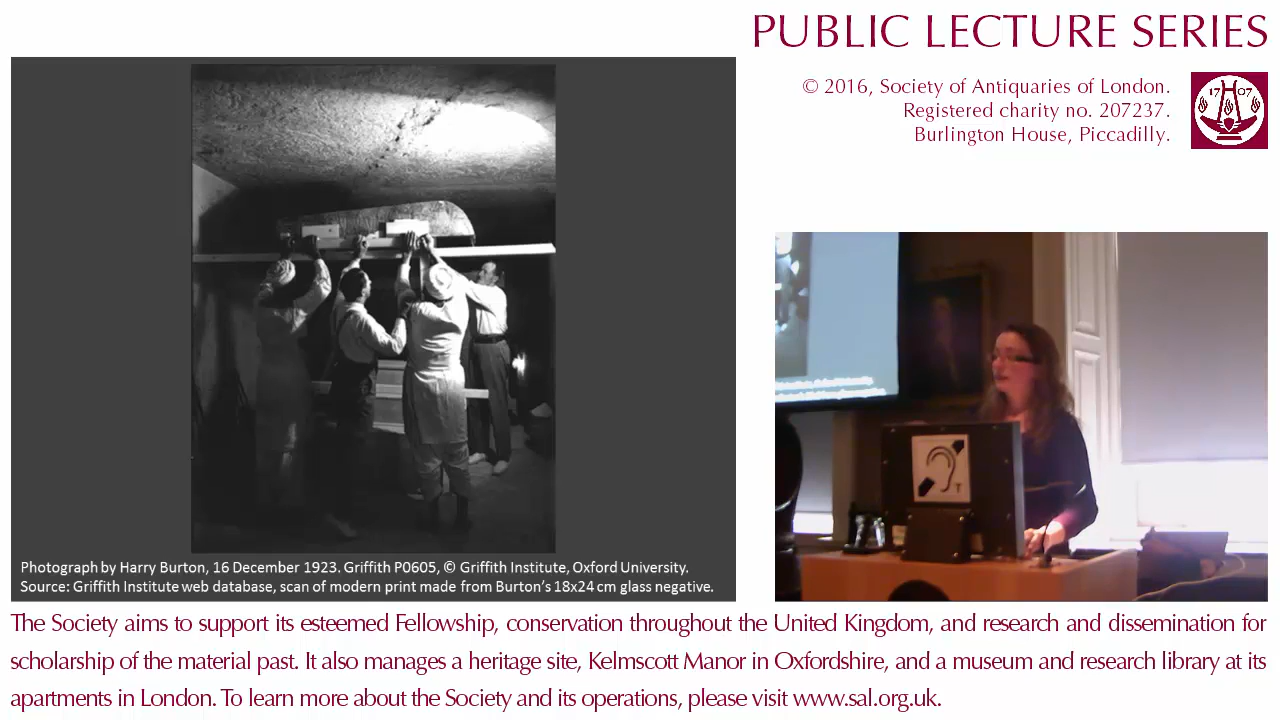 PUBLIC LECTURE SERIES
© 2016, Society of Antiquaries of London.
Registered charity no. 207237.
Burlington House, Piccadilly.
1707
T
Photograph by Harry Burton, 16 December 1923. Griffith P0605, © Griffith Institute, Oxford University.
Source: Griffith Institute web database, scan of modern print made from Burton's 18x24 cm glass negative.
The Society aims to support its esteemed Fellowship, conservation throughout the United Kingdom, and research and dissemination for
scholarship of the material past. It also manages a heritage site, Kelmscott Manor in Oxfordshire, and a museum and research library at its
apartments in London. To learn more about the Society and its operations, please visit www.sal.org.uk.